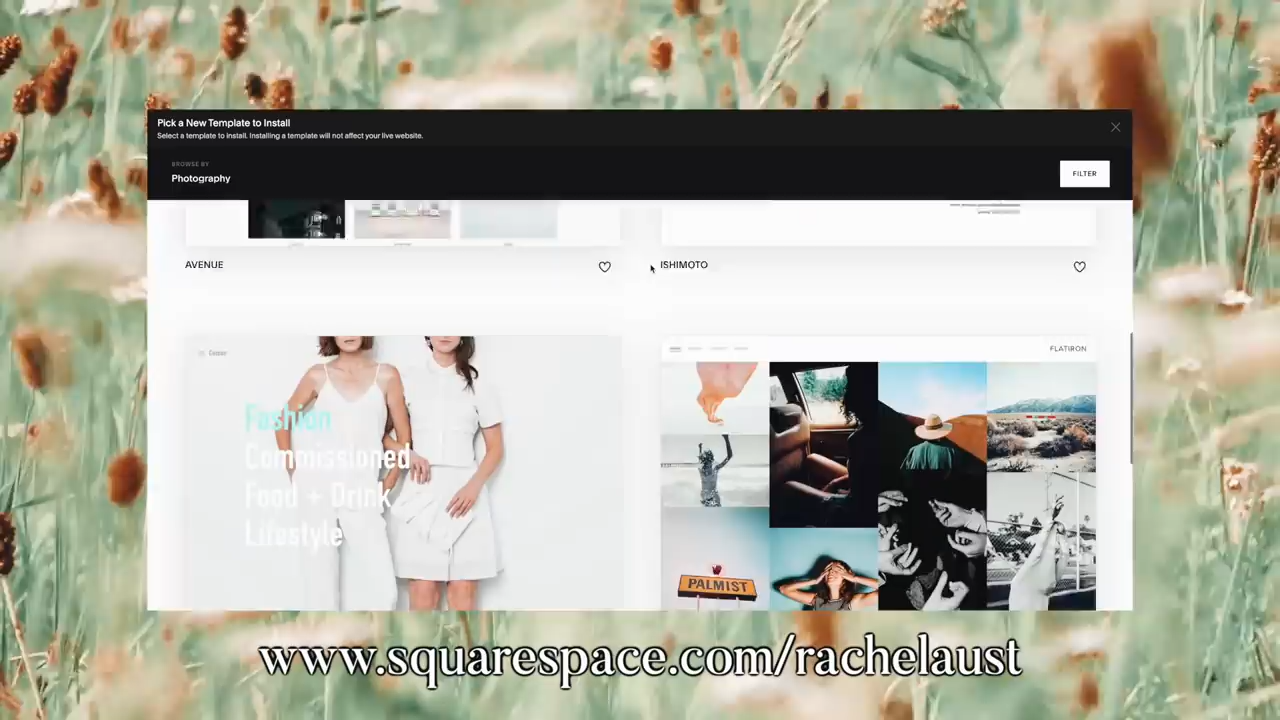 Pick a New Template to Install
Select a template to install. Installing a template will not affect your live website.
BROWSE BY
Photography
FILTER
AVENUE
ISHIMOTO
FLATIRON
Fashion
Commissioned
Food + Drink
Lifestyle
PALMIST
www.squarespace.com/rachelaust